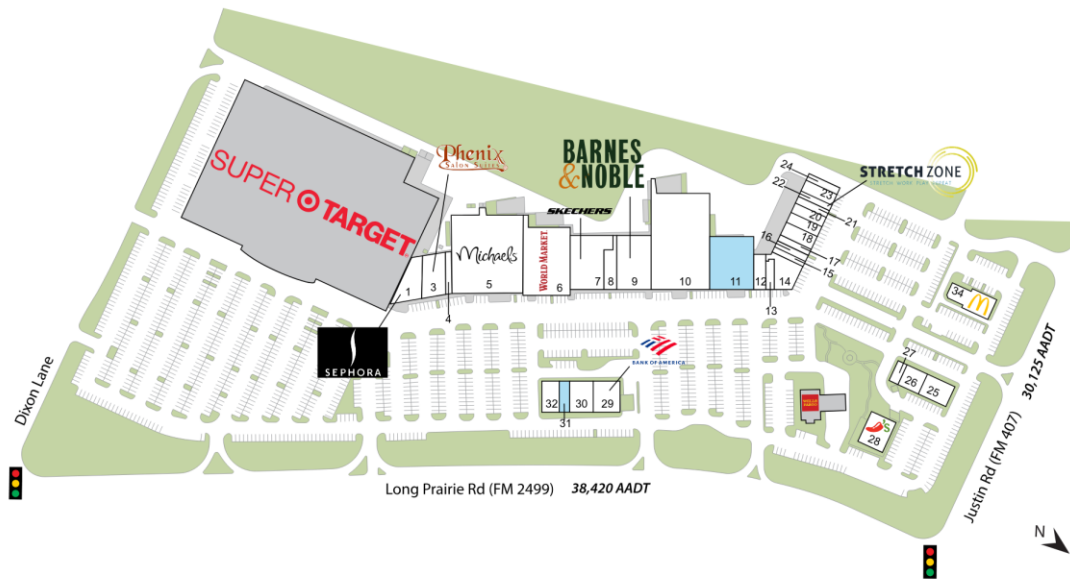 SUPER TARGET
Phenix
Salon Suites
BARNES
& NOBLE
SKECHERS
STRETCH ZONE
Michaels
WORLD MARKET
SEPHORA
BANK OF AMERICA
WELLS
FARGO
'S
1
3
4
5
6
7
8
9
10
11
12
13
14
15
16
17
18
19
20
21
22
23
24
25
26
27
28
29
30
31
32
34
Dixon Lane
Long Prairie Rd (FM 2499) 38,420 AADT
Justin Rd (FM 407) 30,125 AADT
N